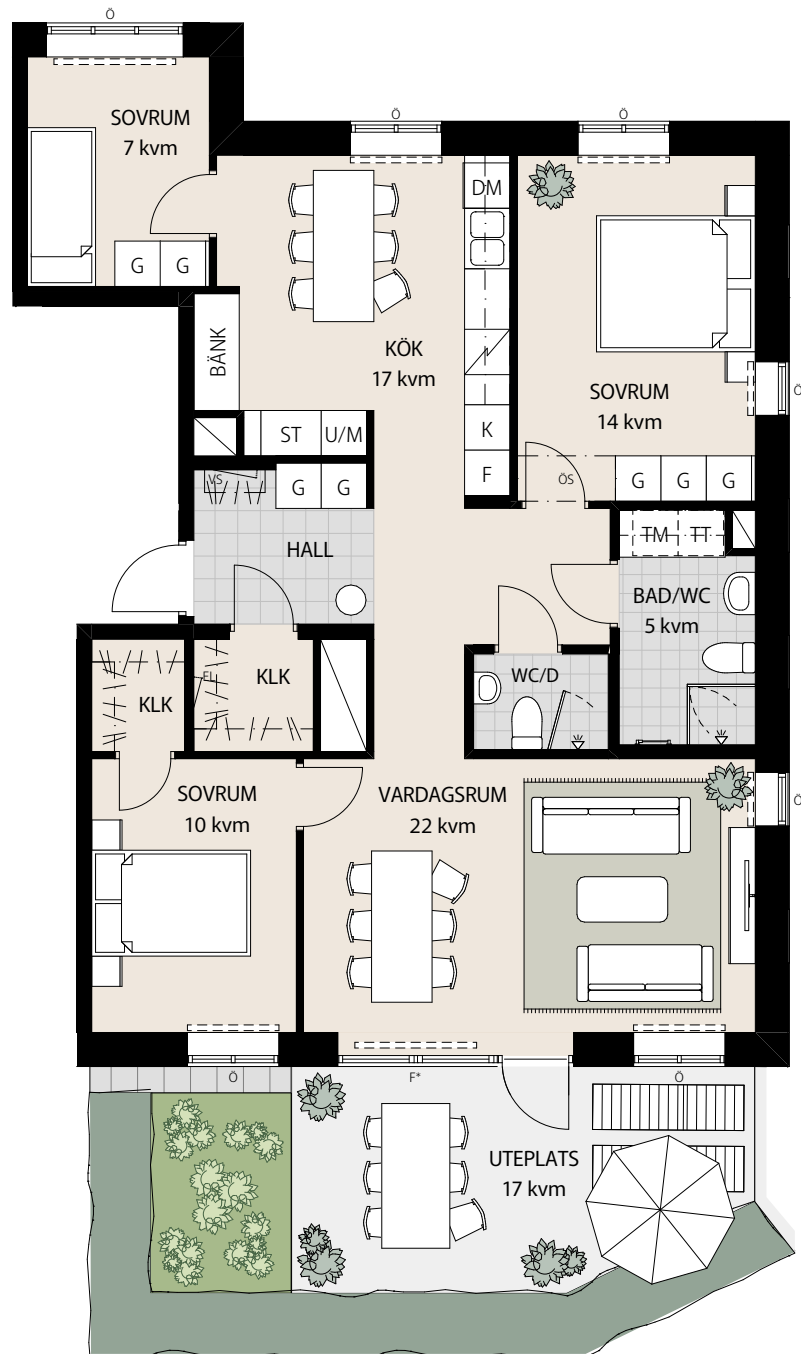 Ö
SOVRUM
7 kvm
G
G
Ö
Ö
DM
BÄNK
KÖK
17 kvm
Ö
SOVRUM
14 kvm
ST
U/M
K
F
VS
G
G
ÖS
G
G
G
HALL
TM
TT
BAD/WC
5 kvm
KLK
EL
KLK
WC/D
SOVRUM
10 kvm
VARDAGSRUM
22 kvm
Ö
Ö
F*
Ö
UTEPLATS
17 kvm